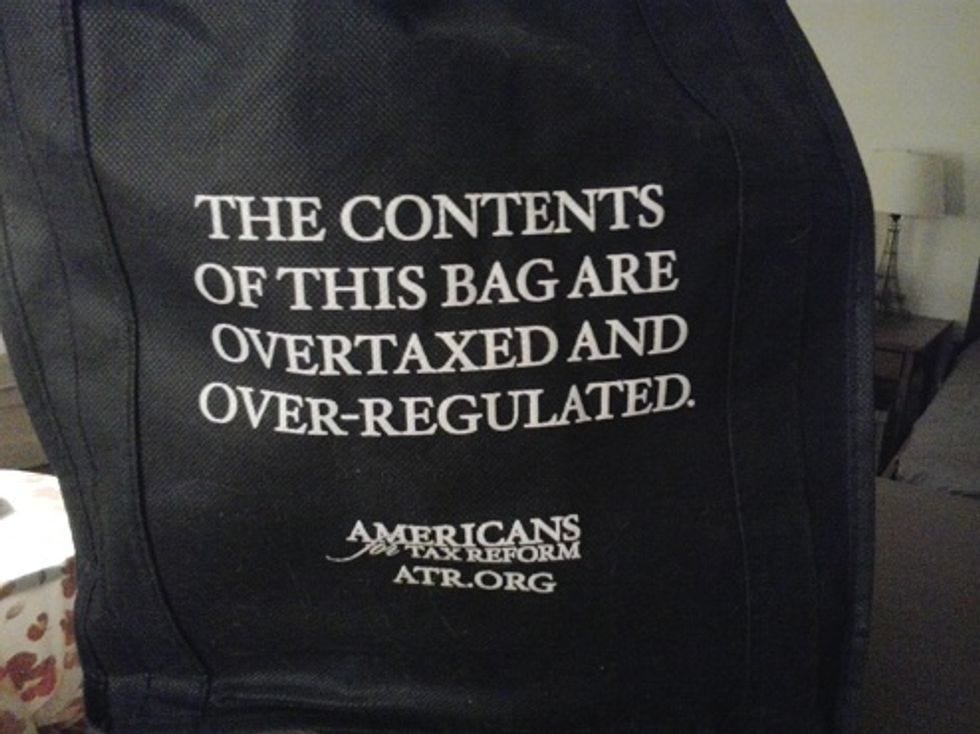 THE CONTENTS
OF THIS BAG ARE
OVERTAXED AND
OVER-REGULATED.
AMERICANS
for TAX REFORM
ATR.ORG